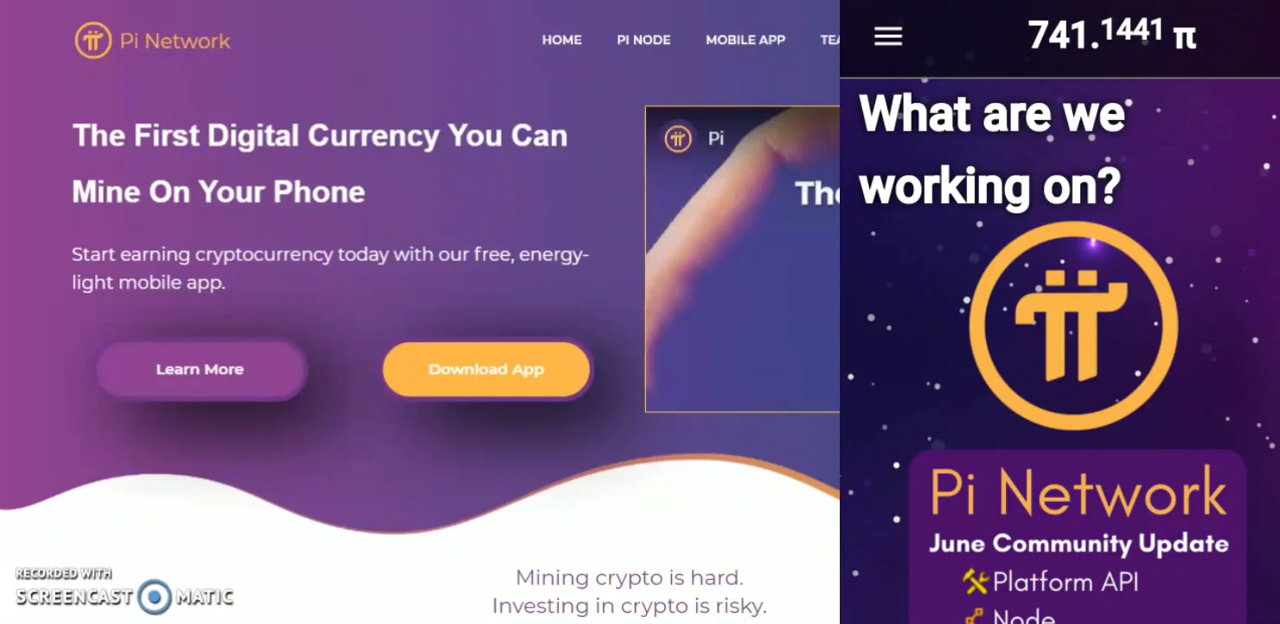 Pi Network
HOME PI NODE MOBILE APP TEA
The First Digital Currency You Can
Mine On Your Phone
Start earning cryptocurrency today with our free, energy-
light mobile app.
Learn More Download App
Pi
The
Mining crypto is hard.
Investing in crypto is risky.
RECORDED WITH
SCREENCAST MATIC
741.1441 π
What are we
working on?
Pi Network
June Community Update
Platform API
Node